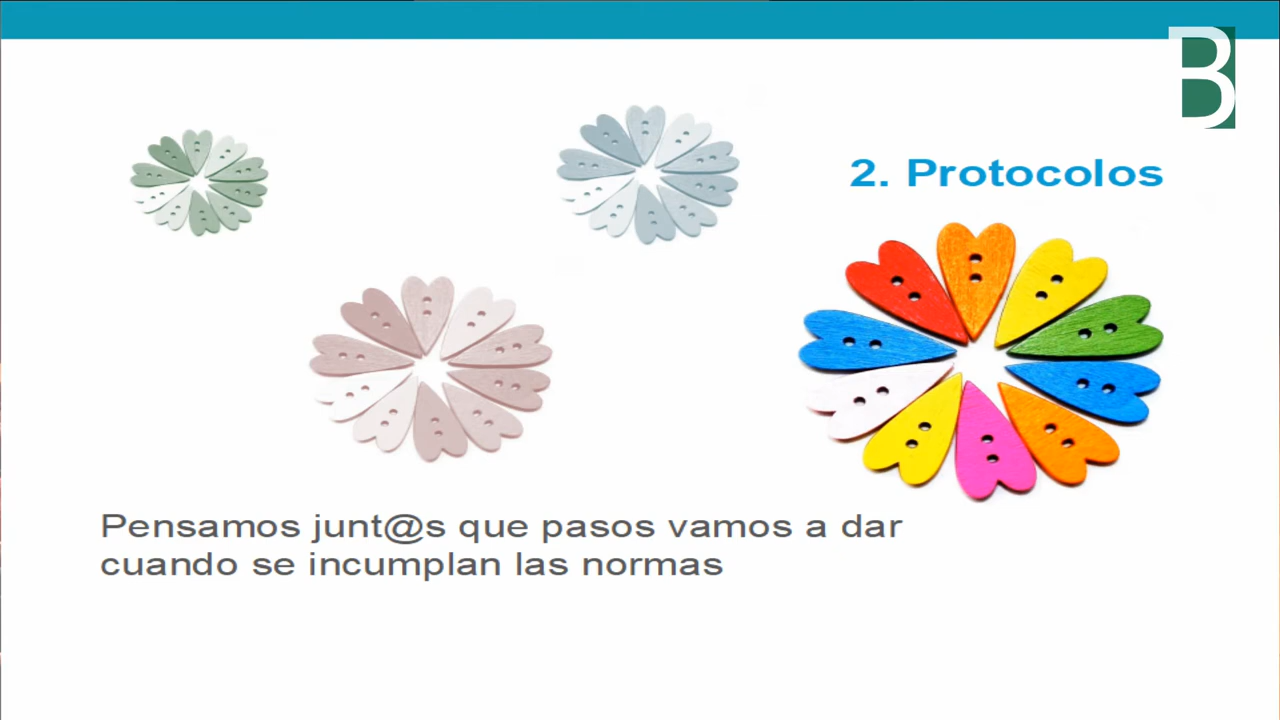 B
2. Protocolos
Pensamos junt@s que pasos vamos a dar
cuando se incumplan las normas